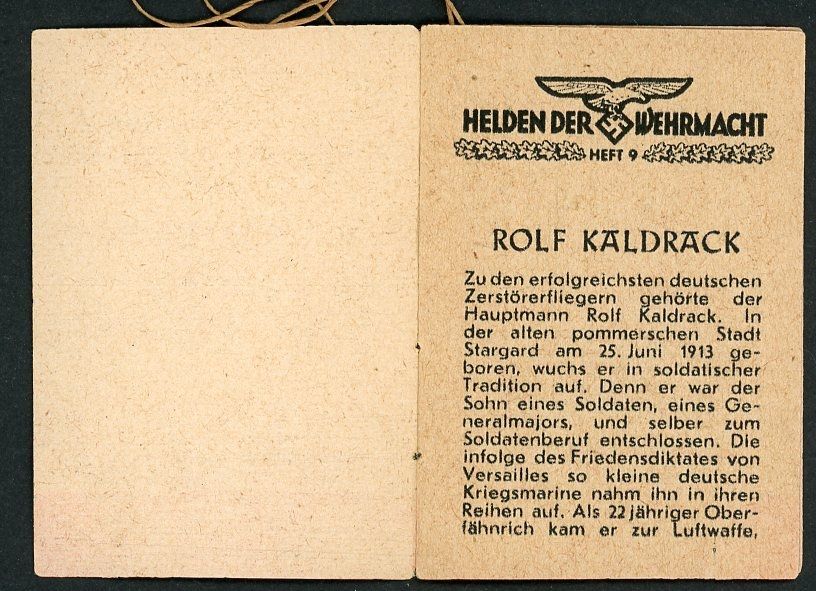 HELDEN DER WEHRMACHT
HEFT 9
ROLF KALDRACK
Zu den erfolgreichsten deutschen
Zerstörerfliegern gehörte der
Hauptmann Rolf Kaldrack. In
der alten pommerschen Stadt
Stargard am 25. Juni 1913 ge-
boren, wuchs er in soldatischer
Tradition auf. Denn er war der
Sohn eines Soldaten, eines Ge-
neralmajors, und selber zum
Soldatenberuf entschlossen. Die
infolge des Friedensdiktates von
Versailles so kleine deutsche
Kriegsmarine nahm ihn in ihren
Reihen auf. Als 22 jähriger Ober-
fähnrich kam er zur Luftwaffe,